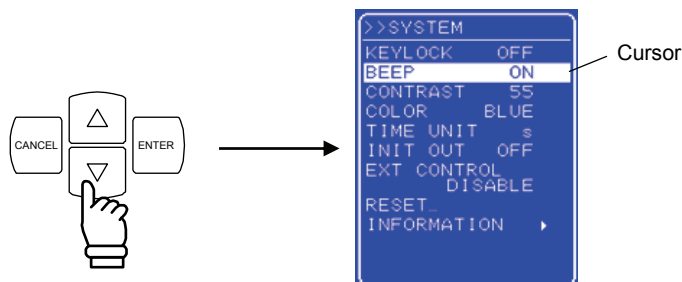 CANCEL
ENTER
>>SYSTEM
KEYLOCK OFF
BEEP ON
CONTRAST 55
COLOR BLUE
TIME UNIT s
INIT OUT OFF
EXT CONTROL
DISABLE
RESET_
INFORMATION
Cursor